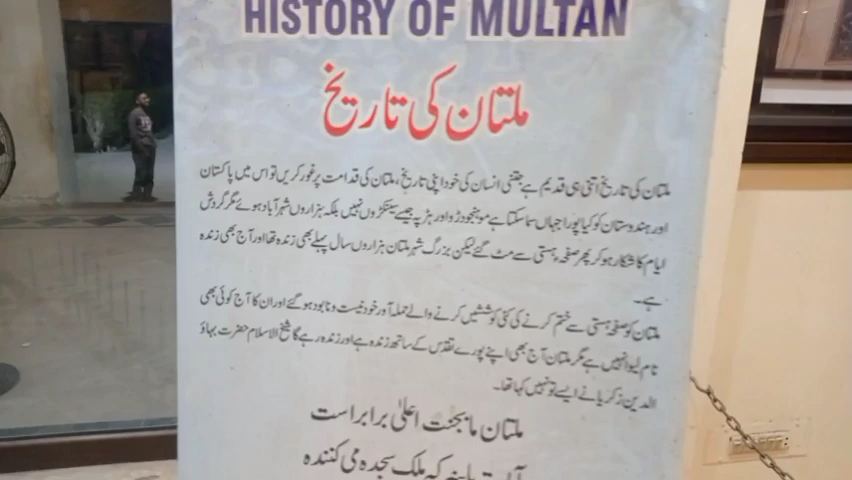 HISTORY OF MULTAN
ملتان کی تاریخ
ملتان کی تاریخ اتنی ہی قدیم ہے جتنی انسان کی خود اپنی تاریخ، ملتان کی قدامت پر غور کریں تو اس میں پاکستان
اور ہندوستان کو کیا پورا جہاں سما سکتا ہے موہنجودڑو اور ہڑپہ جیسے سینکڑوں نہیں بلکہ ہزاروں شہر آباد ہوئے مگر گردش
ایام کا شکار ہو کر پھر صفحہ ہستی سے مٹ گئے لیکن بزرگ شہر ملتان ہزاروں سال پہلے بھی زندہ تھا اور آج بھی زندہ
ہے۔
ملتان کو صفحہ ہستی سے ختم کرنے کی کئی کوششیں کرنے والے حملہ آور خود نیست و نابود ہو گئے اور ان کا آج کوئی بھی
نام لیوا نہیں ہے مگر ملتان آج بھی اپنے پورے تقدس کے ساتھ زندہ ہے اور زندہ رہے گا شیخ الاسلام حضرت بہاؤ
الدین زکریا نے ایسے تو نہیں کہا تھا۔
ملتان ما بجنت اعلیٰ برابر است
کہ ملک سجدہ می کنندہ